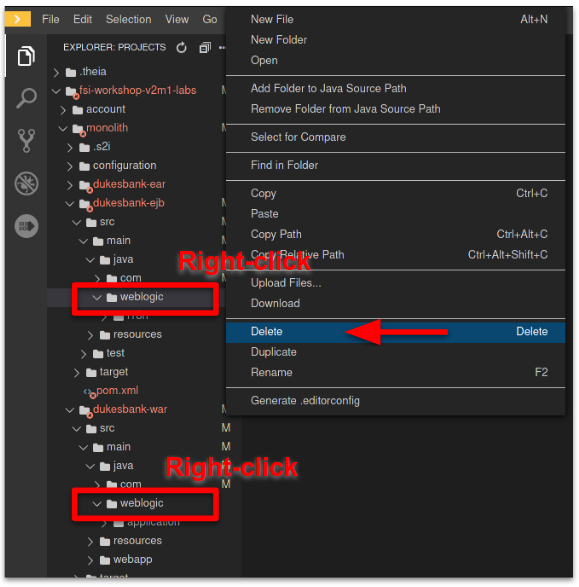 File Edit Selection View Go
EXPLORER: PROJECTS
.theia
fsi-workshop-v2m1-labs M
account
monolith M
.s2i
configuration
dukesbank-ear
dukesbank-ejb
src
main
java
com
weblogic
resources
test
target
pom.xml
dukesbank-war M
src M
main M
java M
com M
weblogic
application
resources
webapp
target
New File Alt+N
New Folder
Open
Add Folder to Java Source Path
Remove Folder from Java Source Path
Select for Compare
Find in Folder
Copy Ctrl+C
Paste
Copy Path Ctrl+Alt+C
Copy Relative Path Ctrl+Alt+Shift+C
Upload Files...
Download
Delete Delete
Duplicate
Rename F2
Generate .editorconfig
Right-click
Right-click